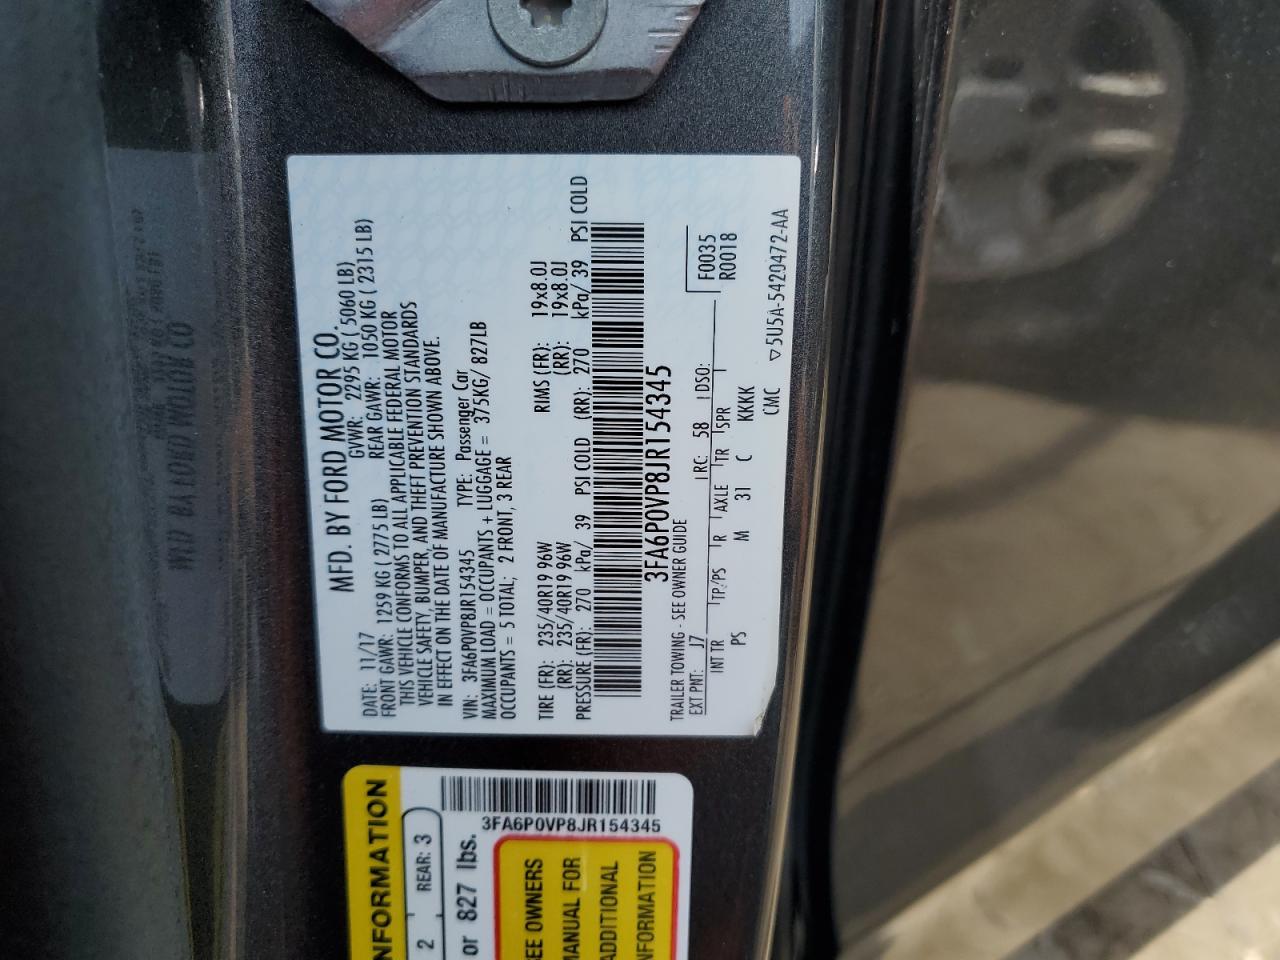 MFD. BY FORD MOTOR CO.
DATE: 11/17 GVWR: 2295 KG ( 5060 LB)
FRONT GAWR: 1259 KG ( 2775 LB) REAR GAWR: 1050 KG ( 2315 LB)
THIS VEHICLE CONFORMS TO ALL APPLICABLE FEDERAL MOTOR
VEHICLE SAFETY, BUMPER, AND THEFT PREVENTION STANDARDS
IN EFFECT ON THE DATE OF MANUFACTURE SHOWN ABOVE.
VIN: 3FA6P0VP8JR154345 TYPE: Passenger Car
MAXIMUM LOAD = OCCUPANTS + LUGGAGE = 375KG/ 827LB
OCCUPANTS = 5 TOTAL; 2 FRONT, 3 REAR
TIRE (FR): 235/40R19 96W RIMS (FR): 19x8.0J
(RR): 235/40R19 96W (RR): 19x8.0J
PRESSURE (FR): 270 kPa/ 39 PSI COLD (RR): 270 kPa/ 39 PSI COLD
3FA6P0VP8JR154345
TRAILER TOWING - SEE OWNER GUIDE
EXT PNT: J7 RC: 58 DSO: F0035
INT TR TP/PS R AXLE TR SPR R0018
PS M 31 C KKKK
CMC ▽5U5A-5420472-AA
NFORMATION
2 REAR: 3
or 827 lbs.
3FA6P0VP8JR154345
EE OWNERS
MANUAL FOR
ADDITIONAL
NFORMATION